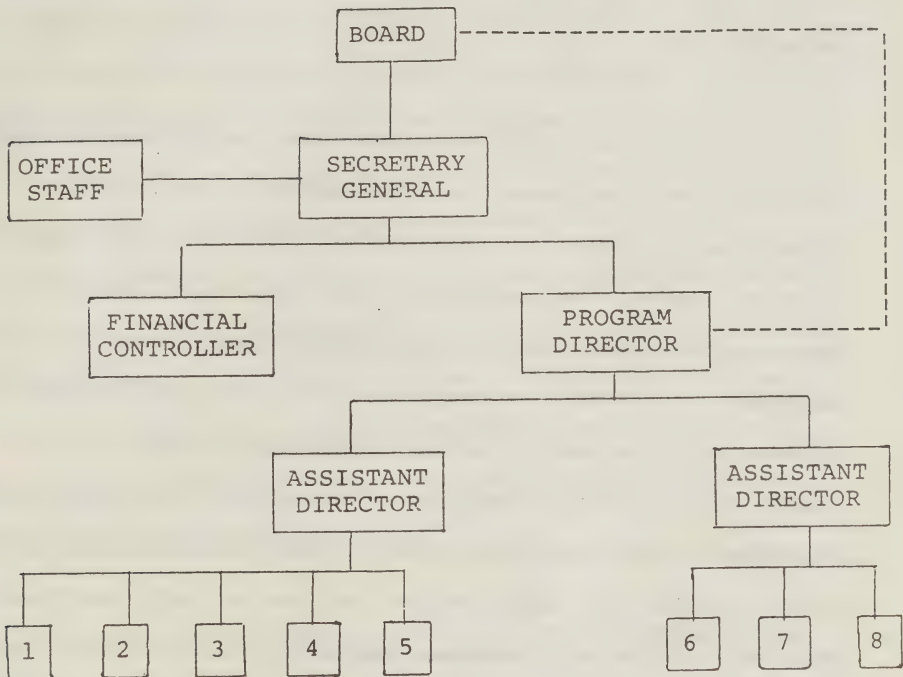 BOARD
OFFICE
STAFF
SECRETARY
GENERAL
FINANCIAL
CONTROLLER
PROGRAM
DIRECTOR
ASSISTANT
DIRECTOR
ASSISTANT
DIRECTOR
1
2
3
4
5
6
7
8